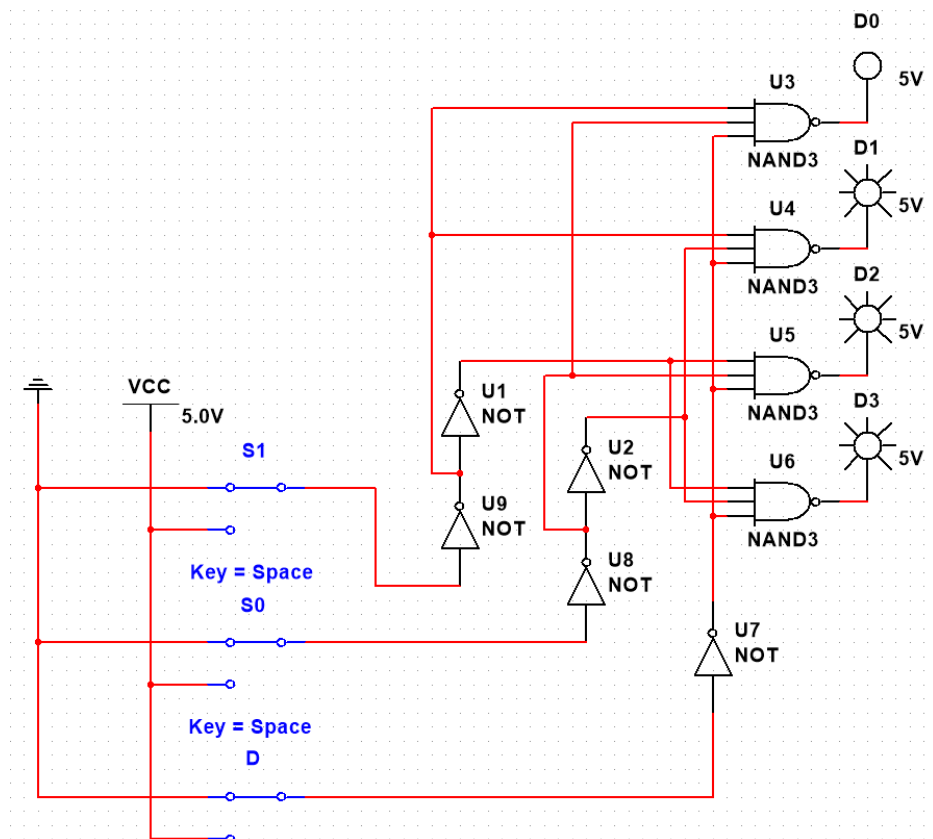 D0
5V
U3
NAND3
D1
5V
U4
NAND3
D2
5V
U5
NAND3
D3
5V
U6
NAND3
VCC
5.0V
U1
NOT
U2
NOT
S1
U9
NOT
U8
NOT
Key = Space
S0
U7
NOT
Key = Space
D